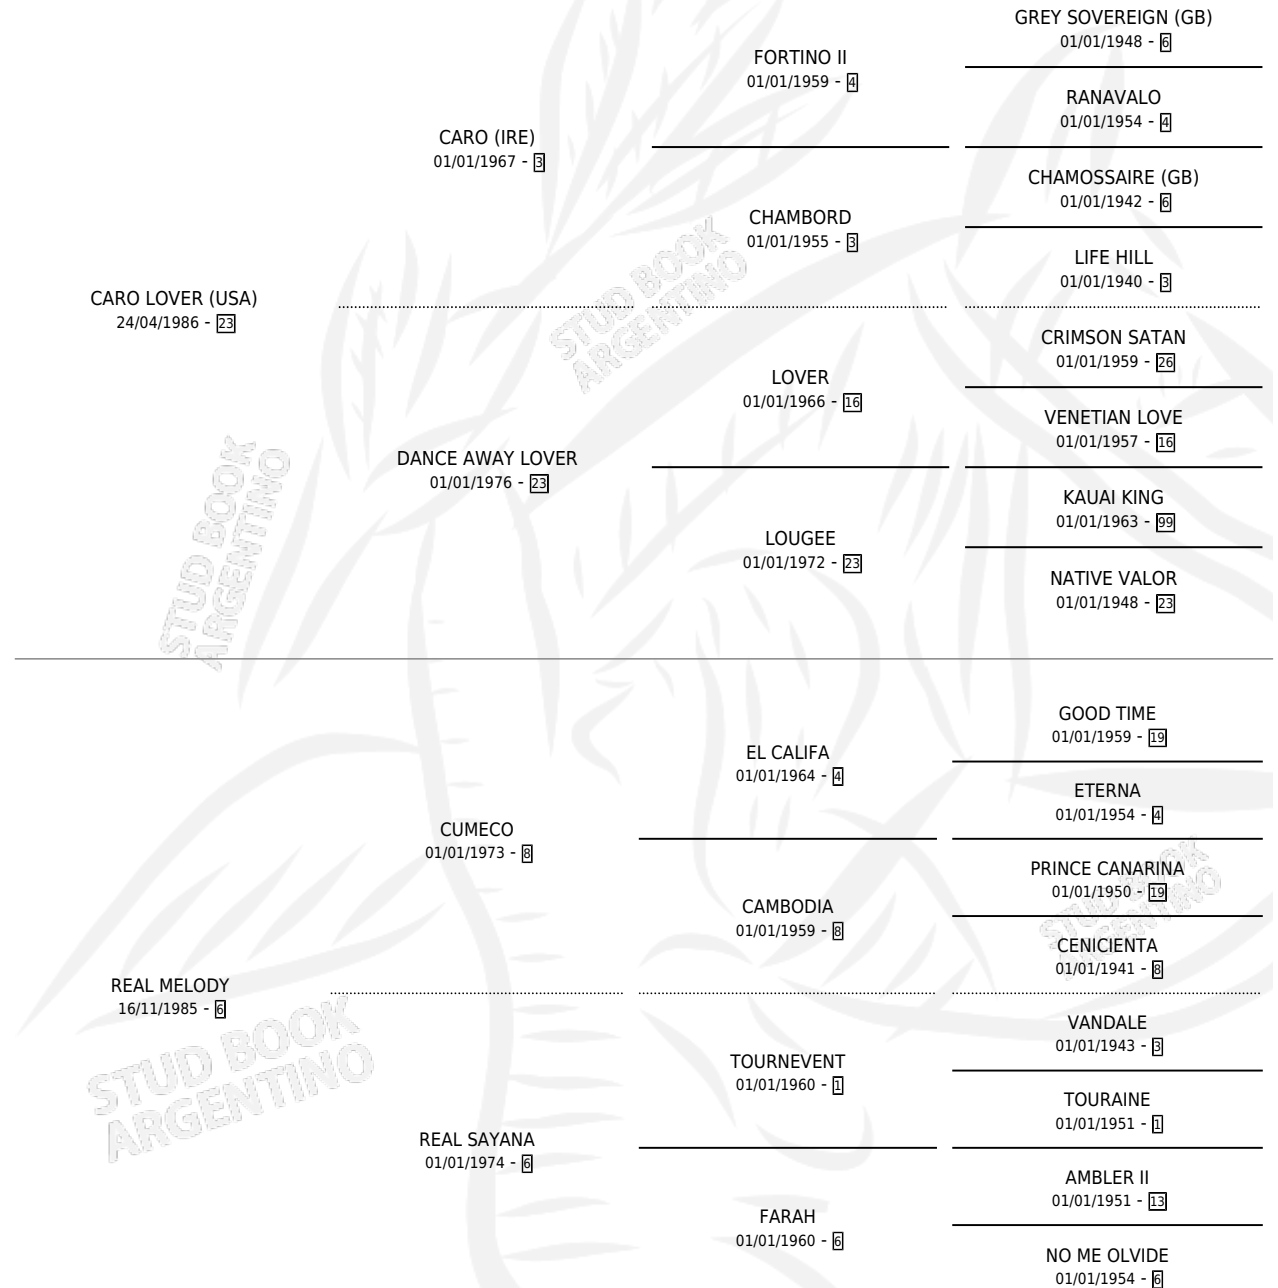 GREY SOVEREIGN (GB)
01/01/1948 - 6
FORTINO II
01/01/1959 - 4
RANAVALO
01/01/1954 - 4
CARO (IRE)
01/01/1967 - 3
CHAMOSSAIRE (GB)
01/01/1942 - 6
CHAMBORD
01/01/1955 - 3
LIFE HILL
01/01/1940 - 3
CARO LOVER (USA)
24/04/1986 - 23
STUD BOOK
ARGENTINO
CRIMSON SATAN
01/01/1959 - 26
LOVER
01/01/1966 - 16
VENETIAN LOVE
01/01/1957 - 16
DANCE AWAY LOVER
01/01/1976 - 23
KAUAI KING
01/01/1963 - 99
LOUGEE
01/01/1972 - 23
NATIVE VALOR
01/01/1948 - 23
STUD BOOK
ARGENTINO
GOOD TIME
01/01/1959 - 19
EL CALIFA
01/01/1964 - 4
ETERNA
01/01/1954 - 4
CUMECO
01/01/1973 - 8
PRINCE CANARINA
01/01/1950 - 19
CAMBODIA
01/01/1959 - 8
STUD BOOK
ARGENTINO
CENICIENTA
01/01/1941 - 8
REAL MELODY
16/11/1985 - 6
STUD BOOK
ARGENTINO
VANDALE
01/01/1943 - 3
TOURNEVENT
01/01/1960 - 1
TOURAINE
01/01/1951 - 1
REAL SAYANA
01/01/1974 - 6
AMBLER II
01/01/1951 - 13
FARAH
01/01/1960 - 6
NO ME OLVIDE
01/01/1954 - 6